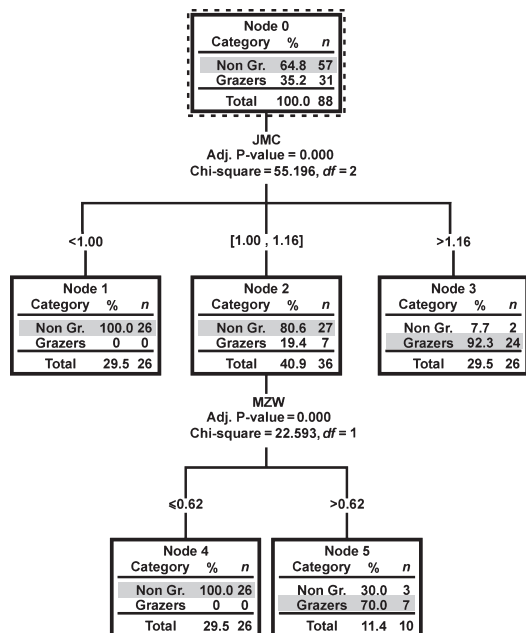 Node 0
Category % n
Non Gr. 64.8 57
Grazers 35.2 31
Total 100.0 88
JMC
Adj. P-value = 0.000
Chi-square = 55.196, df = 2
<1.00
[1.00 , 1.16]
>1.16
Node 1
Category % n
Non Gr. 100.0 26
Grazers 0 0
Total 29.5 26
Node 2
Category % n
Non Gr. 80.6 27
Grazers 19.4 7
Total 40.9 36
Node 3
Category % n
Non Gr. 7.7 2
Grazers 92.3 24
Total 29.5 26
MZW
Adj. P-value = 0.000
Chi-square = 22.593, df = 1
⩽0.62
>0.62
Node 4
Category % n
Non Gr. 100.0 26
Grazers 0 0
Total 29.5 26
Node 5
Category % n
Non Gr. 30.0 3
Grazers 70.0 7
Total 11.4 10